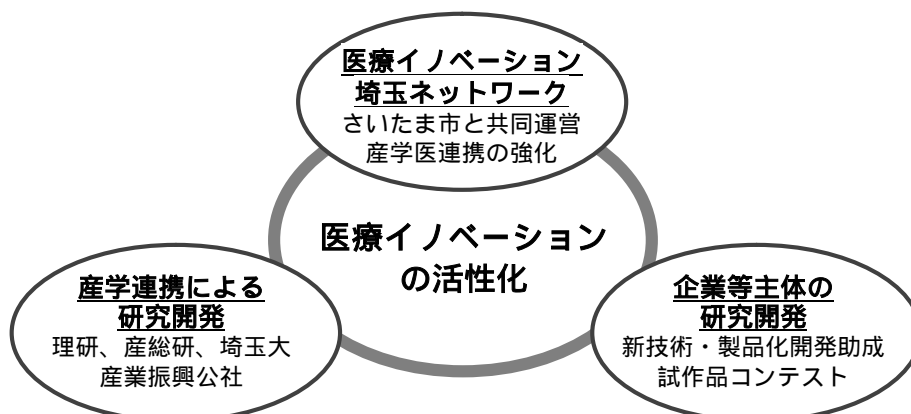 医療イノベーション
埼玉ネットワーク
さいたま市と共同運営
産学医連携の強化
医療イノベーション
の活性化
産学連携による
研究開発
理研、産総研、埼玉大
産業振興公社
企業等主体の
研究開発
新技術・製品化開発助成
試作品コンテスト